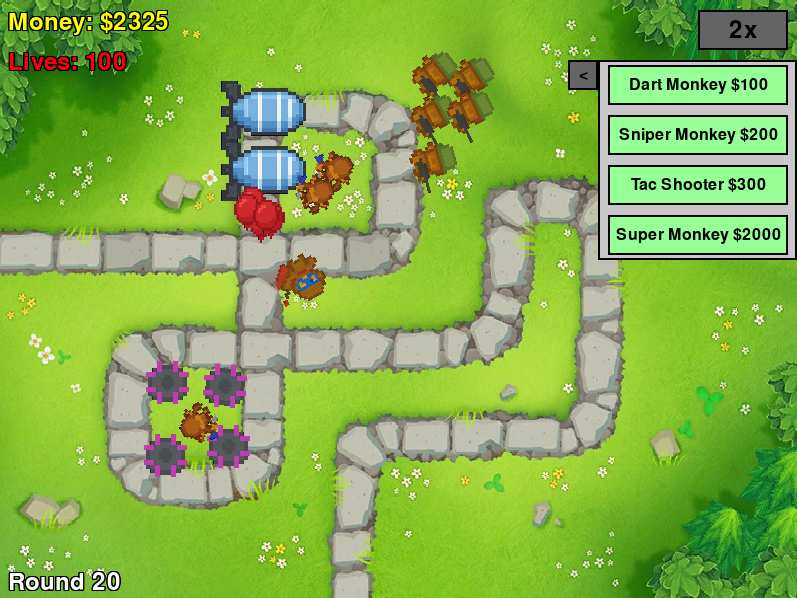 Money: $2325
2x
Lives: 100
<
Dart Monkey $100
Sniper Monkey $200
Tac Shooter $300
Super Monkey $2000
Round 20